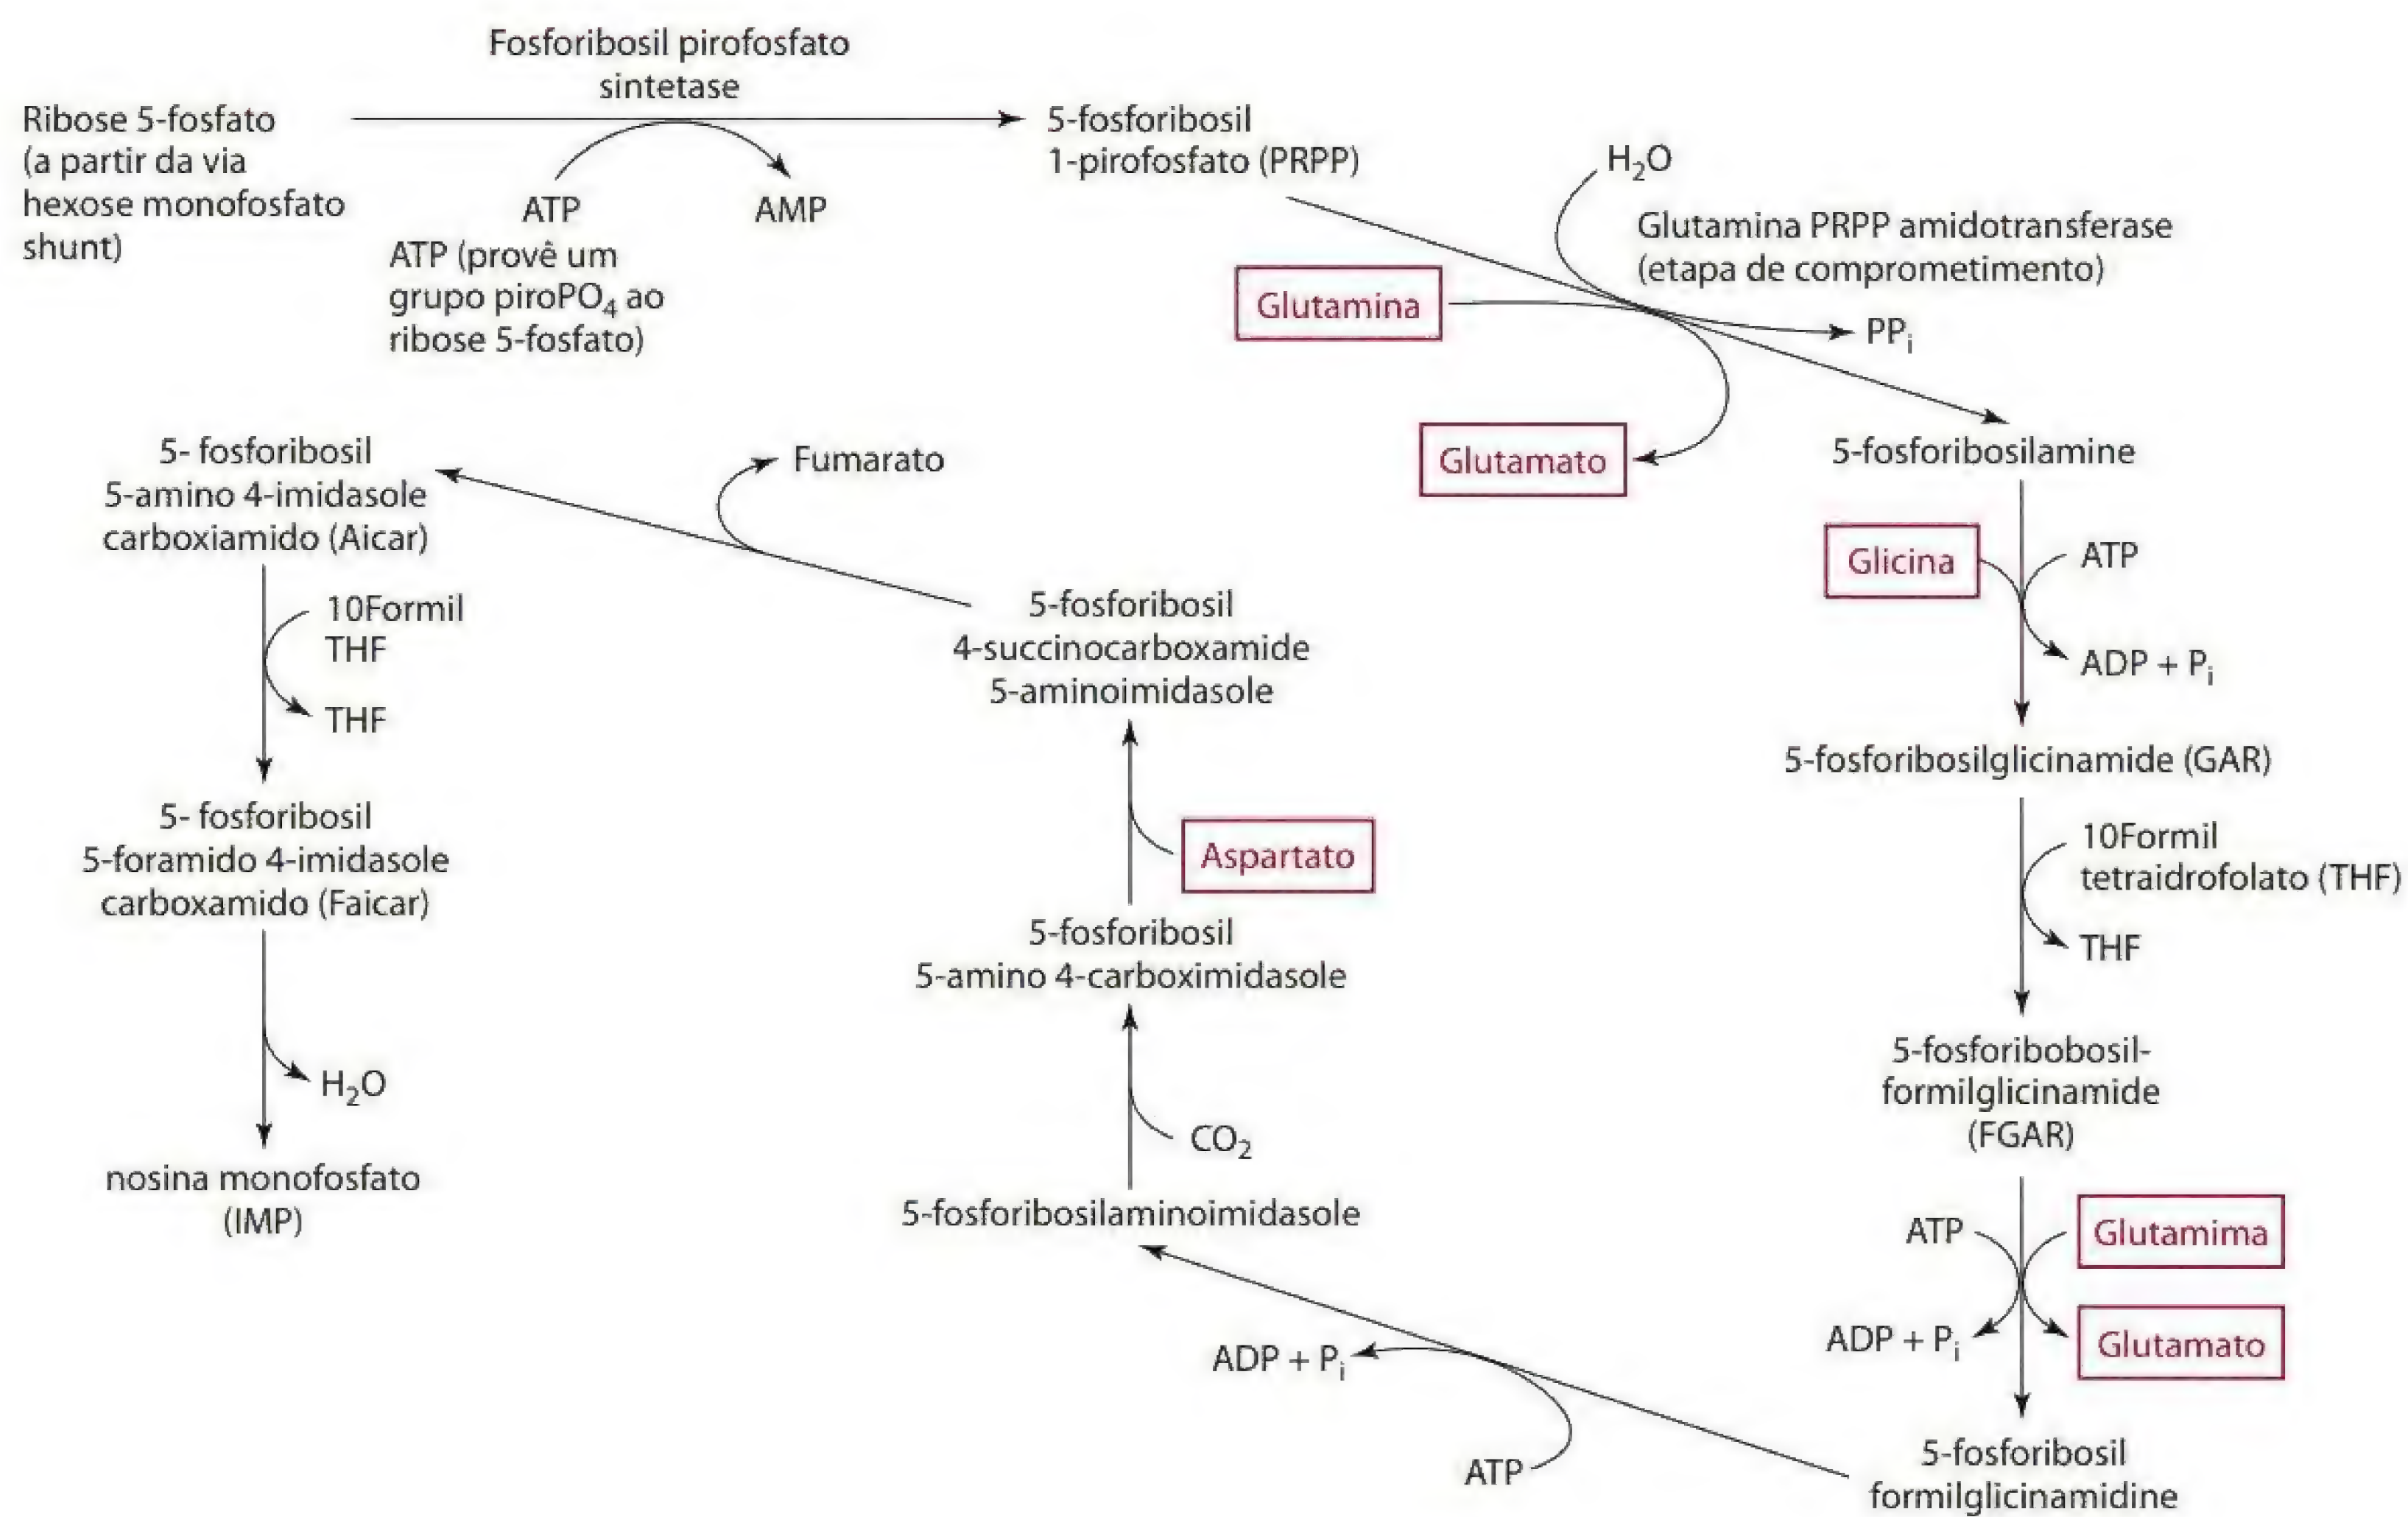 Fosforibosil pirofosfato
sintetase
Ribose 5-fosfato
(a partir da via
hexose monofosfato
shunt)
ATP
AMP
ATP (provê um
grupo piroPO₄ ao
ribose 5-fosfato)
5-fosforibosil
1-pirofosfato (PRPP)
H₂O
Glutamina PRPP amidotransferase
(etapa de comprometimento)
Glutamina
PPᵢ
Glutamato
5-fosforibosilamine
Glicina
ATP
ADP + Pᵢ
5-fosforibosilglicinamide (GAR)
10Formil
tetraidrofolato (THF)
THF
5-fosforibobosil-
formilglicinamide
(FGAR)
ATP
Glutamima
ADP + Pᵢ
Glutamato
5-fosforibosil
formilglicinamidine
ATP
ADP + Pᵢ
5-fosforibosilaminoimidasole
CO₂
5-fosforibosil
5-amino 4-carboximidasole
Aspartato
5-fosforibosil
4-succinocarboxamide
5-aminoimidasole
Fumarato
5- fosforibosil
5-amino 4-imidasole
carboxiamido (Aicar)
10Formil
THF
THF
5- fosforibosil
5-foramido 4-imidasole
carboxamido (Faicar)
H₂O
nosina monofosfato
(IMP)